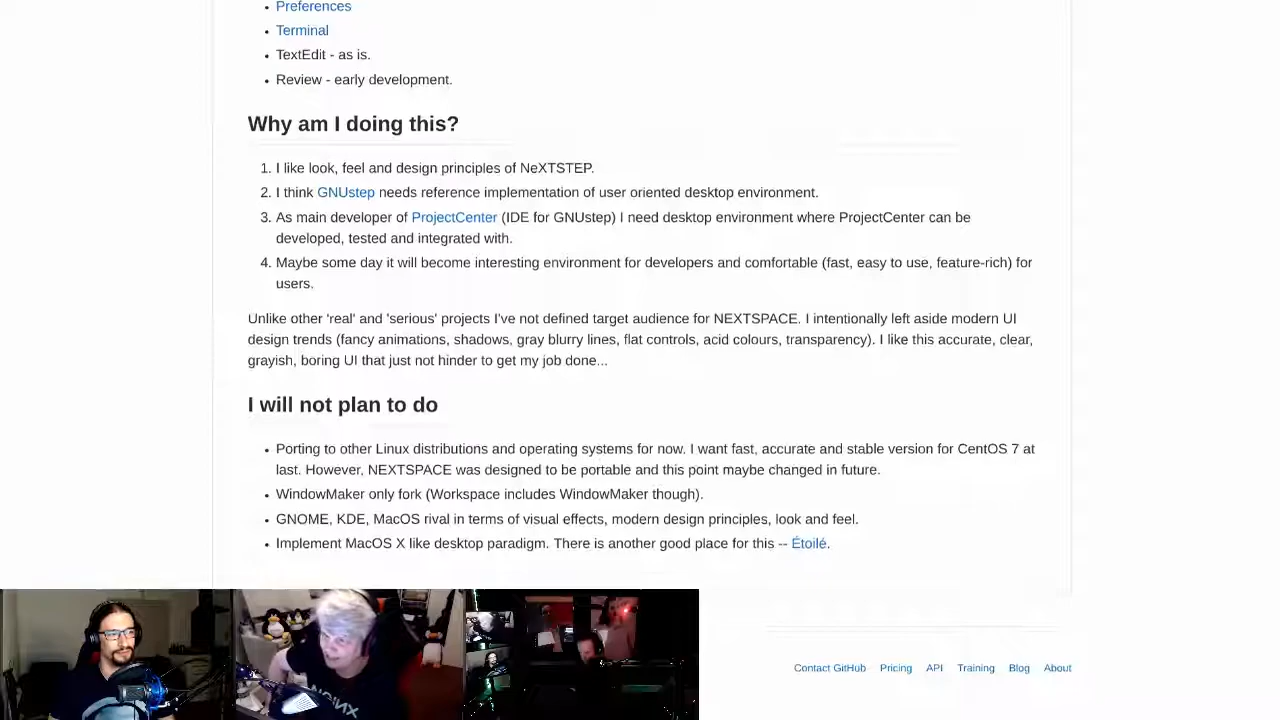 Preferences
Terminal
TextEdit - as is.
Review - early development.
Why am I doing this?
1. I like look, feel and design principles of NeXTSTEP.
2. I think GNUstep needs reference implementation of user oriented desktop environment.
3. As main developer of ProjectCenter (IDE for GNUstep) I need desktop environment where ProjectCenter can be
developed, tested and integrated with.
4. Maybe some day it will become interesting environment for developers and comfortable (fast, easy to use, feature-rich) for
users.
Unlike other 'real' and 'serious' projects I've not defined target audience for NEXTSPACE. I intentionally left aside modern UI
design trends (fancy animations, shadows, gray blurry lines, flat controls, acid colours, transparency). I like this accurate, clear,
grayish, boring UI that just not hinder to get my job done...
I will not plan to do
Porting to other Linux distributions and operating systems for now. I want fast, accurate and stable version for CentOS 7 at
last. However, NEXTSPACE was designed to be portable and this point maybe changed in future.
WindowMaker only fork (Workspace includes WindowMaker though).
GNOME, KDE, MacOS rival in terms of visual effects, modern design principles, look and feel.
Implement MacOS X like desktop paradigm. There is another good place for this -- Étoilé.
NGINX
Contact GitHub Pricing API Training Blog About